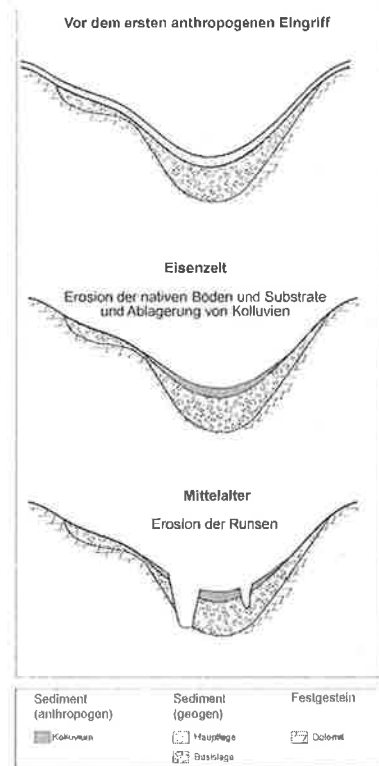 Vor dem ersten anthropogenen Eingriff
Eisenzeit
Erosion der nativen Böden und Substrate
und Ablagerung von Kolluvien
Mittelalter
Erosion der Runsen
Sediment
(anthropogen)
Sediment
(geogen)
Festgestein
Kolluvium
Hauptlage
Dolomit
Basislage